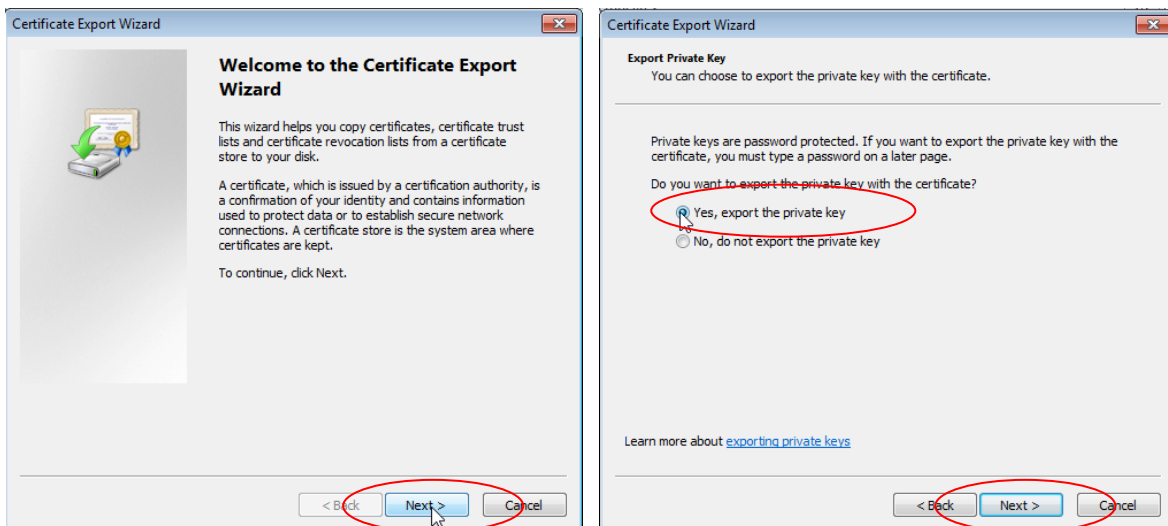 Certificate Export Wizard
Welcome to the Certificate Export
Wizard
This wizard helps you copy certificates, certificate trust
lists and certificate revocation lists from a certificate
store to your disk.
A certificate, which is issued by a certification authority, is
a confirmation of your identity and contains information
used to protect data or to establish secure network
connections. A certificate store is the system area where
certificates are kept.
To continue, click Next.
< Back
Next >
Cancel
Certificate Export Wizard
Export Private Key
You can choose to export the private key with the certificate.
Private keys are password protected. If you want to export the private key with the
certificate, you must type a password on a later page.
Do you want to export the private key with the certificate?
Yes, export the private key
No, do not export the private key
Learn more about exporting private keys
< Back
Next >
Cancel